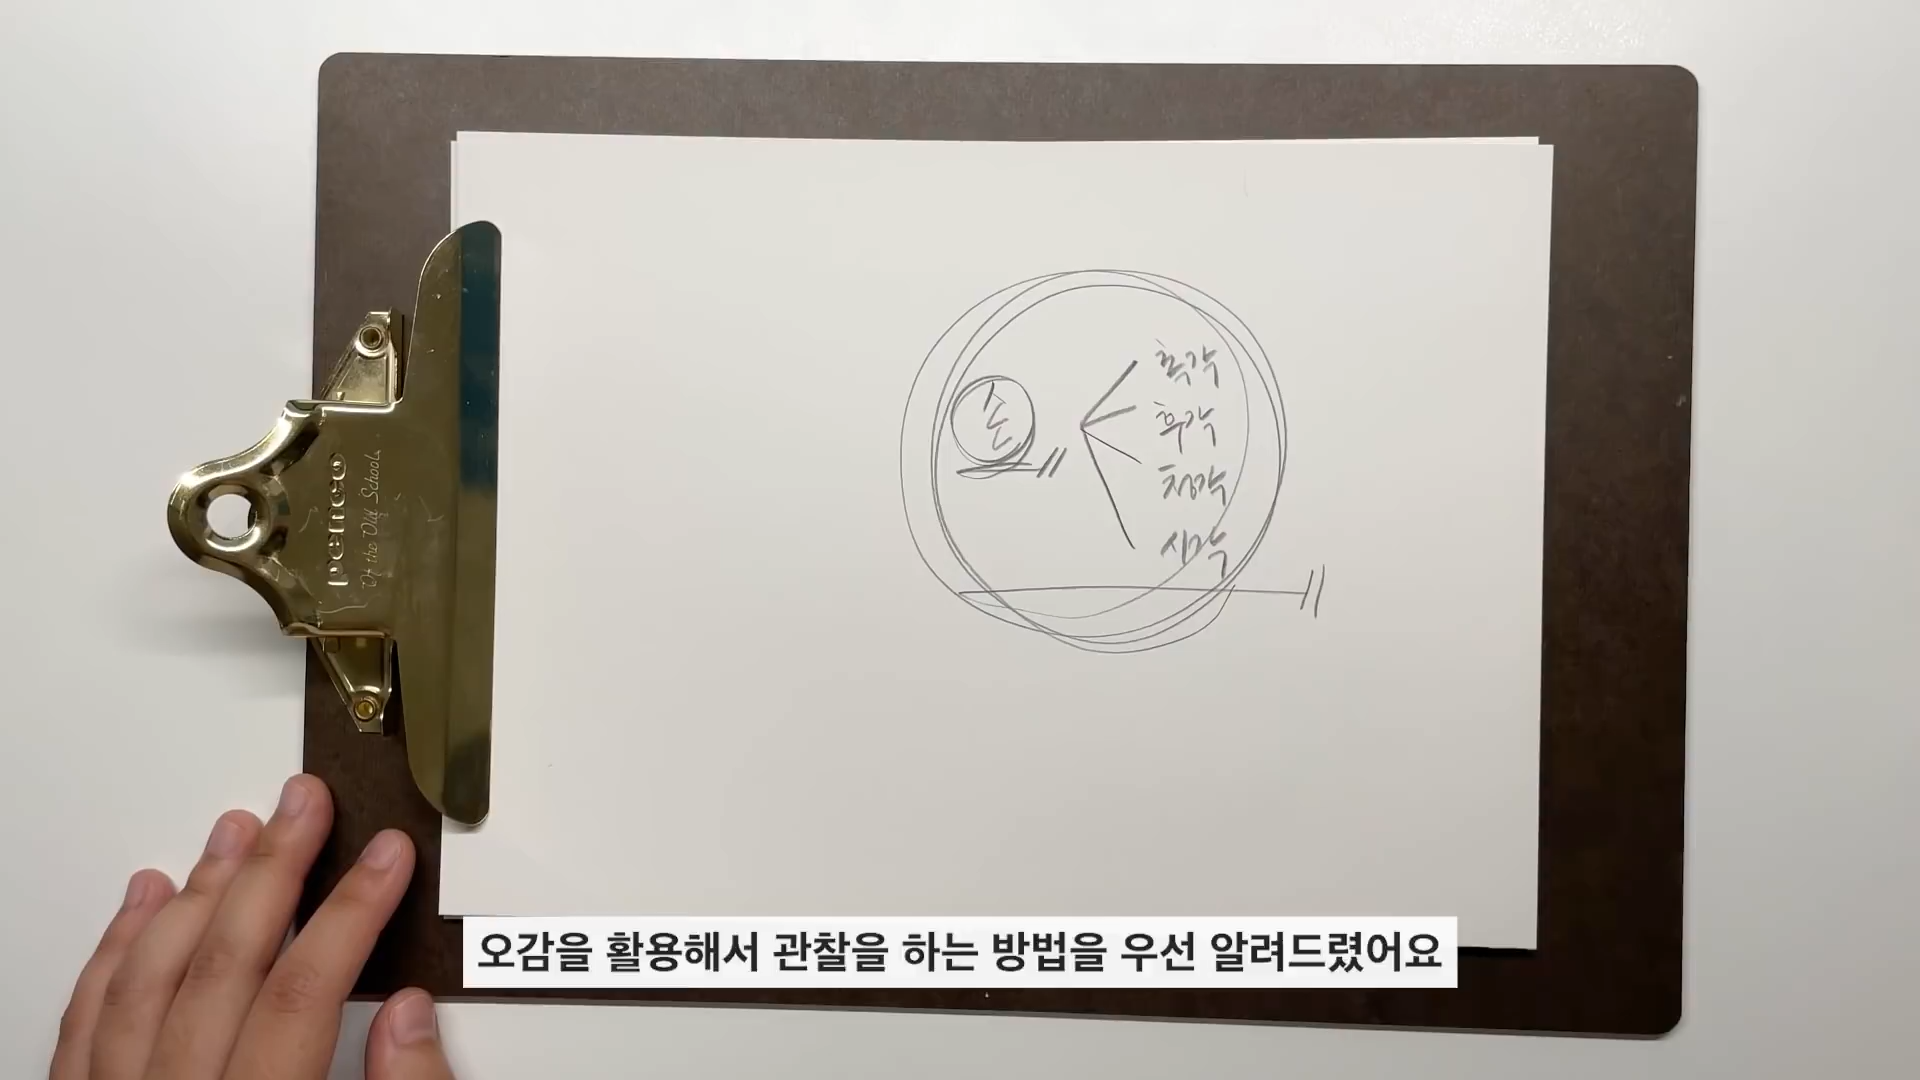 손
촉각
후각
청각
시각
penco
Of the Old School
오감을 활용해서 관찰을 하는 방법을 우선 알려드렸어요